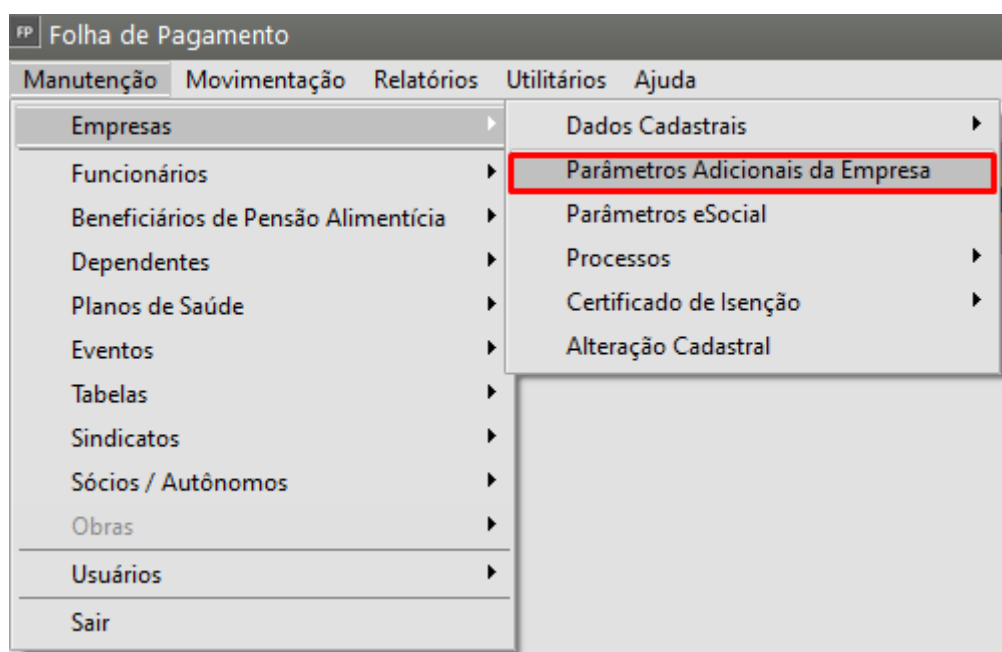 FP Folha de Pagamento
Manutenção Movimentação Relatórios Utilitários Ajuda
Empresas
Funcionários
Beneficiários de Pensão Alimentícia
Dependentes
Planos de Saúde
Eventos
Tabelas
Sindicatos
Sócios / Autônomos
Obras
Usuários
Sair
Dados Cadastrais
Parâmetros Adicionais da Empresa
Parâmetros eSocial
Processos
Certificado de Isenção
Alteração Cadastral